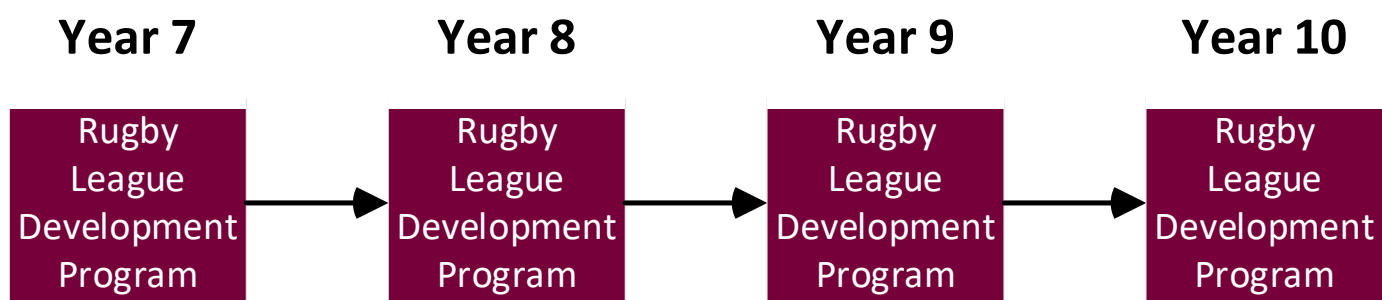 Year 7
Year 8
Year 9
Year 10
Rugby
League
Development
Program
Rugby
League
Development
Program
Rugby
League
Development
Program
Rugby
League
Development
Program